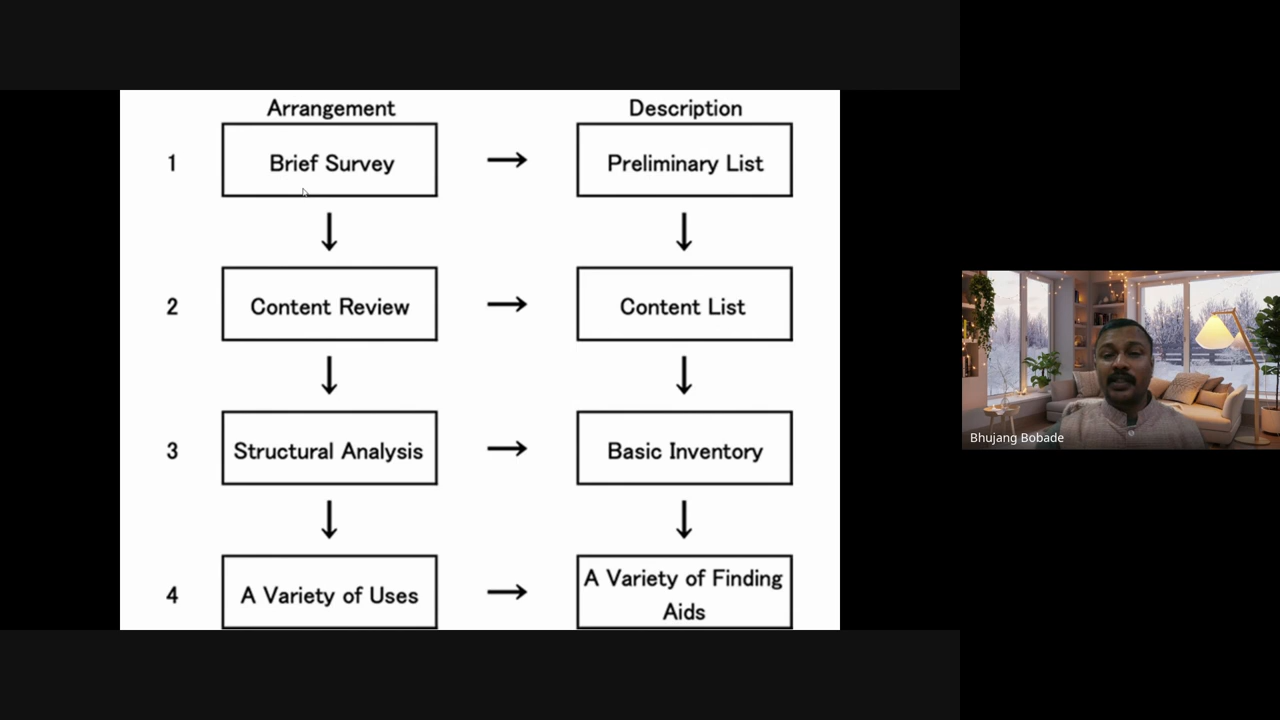 Arrangement
Description
1
Brief Survey
→
Preliminary List
↓
↓
2
Content Review
→
Content List
↓
↓
3
Structural Analysis
→
Basic Inventory
↓
↓
4
A Variety of Uses
→
A Variety of Finding
Aids
Bhujang Bobade